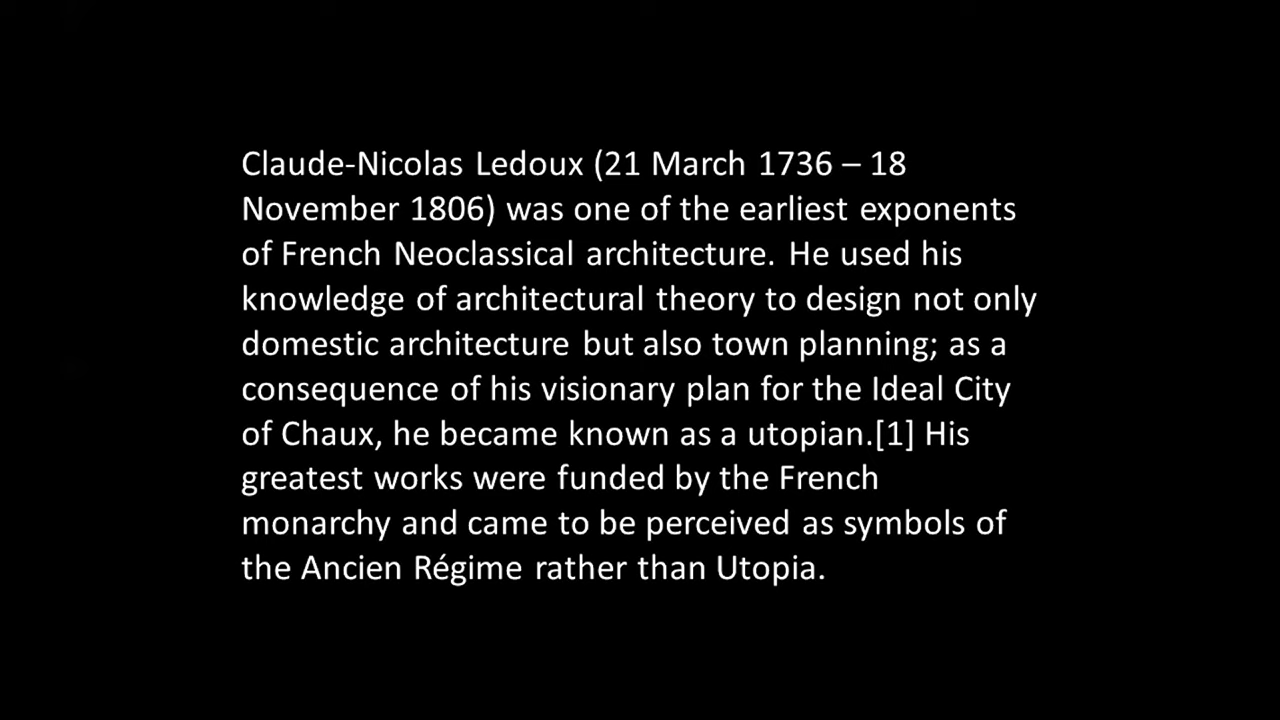 Claude-Nicolas Ledoux (21 March 1736 – 18
November 1806) was one of the earliest exponents
of French Neoclassical architecture. He used his
knowledge of architectural theory to design not only
domestic architecture but also town planning; as a
consequence of his visionary plan for the Ideal City
of Chaux, he became known as a utopian.[1] His
greatest works were funded by the French
monarchy and came to be perceived as symbols of
the Ancien Régime rather than Utopia.